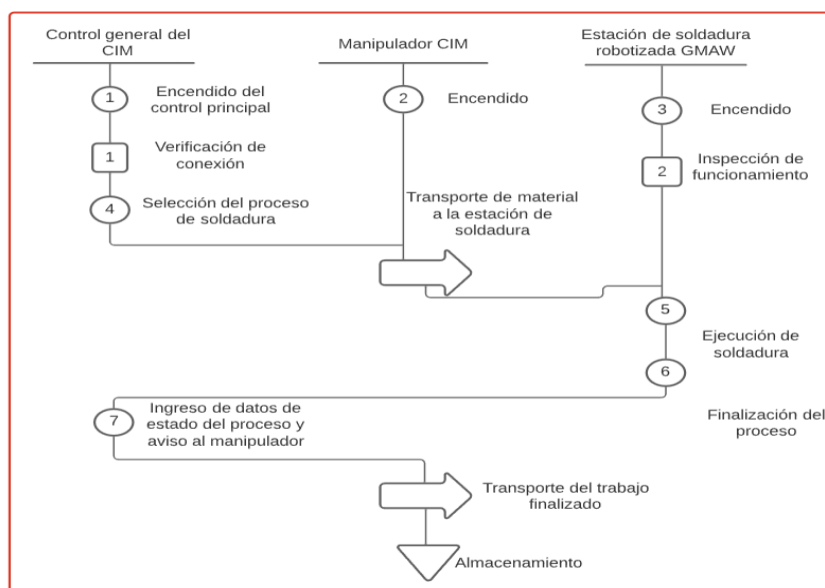 Control general del
CIM
Manipulador CIM
Estación de soldadura
robotizada GMAW
1
Encendido del
control principal
2
Encendido
3
Encendido
1
Verificación de
conexión
2
Inspección de
funcionamiento
4
Selección del proceso
de soldadura
Transporte de material
a la estación de
soldadura
5
Ejecución de
soldadura
6
7
Ingreso de datos de
estado del proceso y
aviso al manipulador
Finalización del
proceso
Transporte del trabajo
finalizado
Almacenamiento